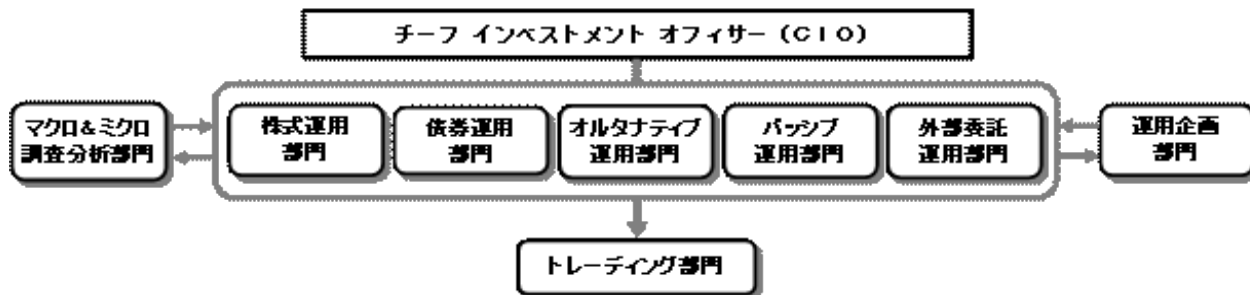 チーフ インベストメント オフィサー（CIO）
マクロ＆ミクロ
調査分析部門
株式運用
部門
債券運用
部門
オルタナティブ
運用部門
パッシブ
運用部門
外部委託
運用部門
運用企画
部門
トレーディング部門